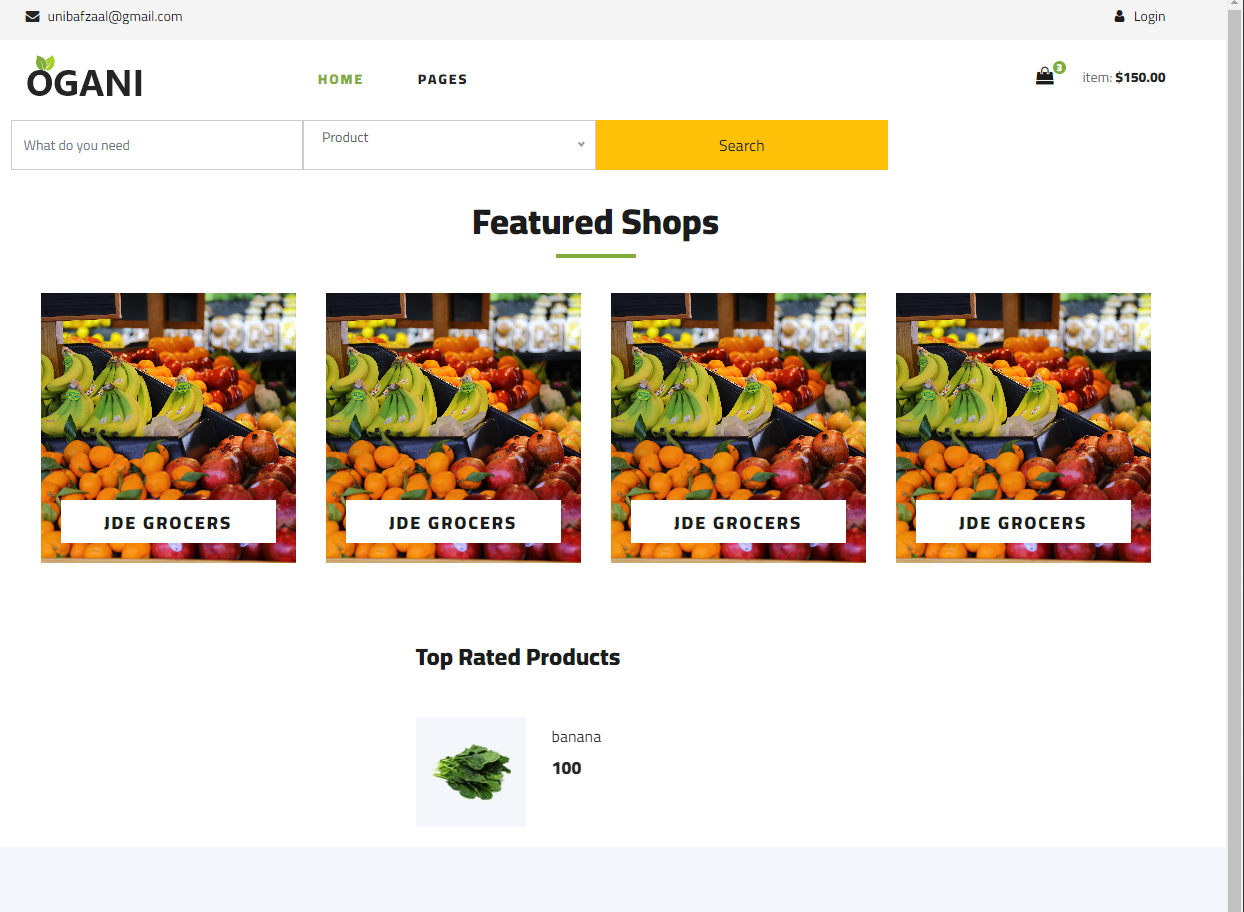 unibafzaal@gmail.com
Login
OGANI
HOME
PAGES
3
item: $150.00
What do you need
Product
Search
Featured Shops
JDE GROCERS
JDE GROCERS
JDE GROCERS
JDE GROCERS
Top Rated Products
banana
100